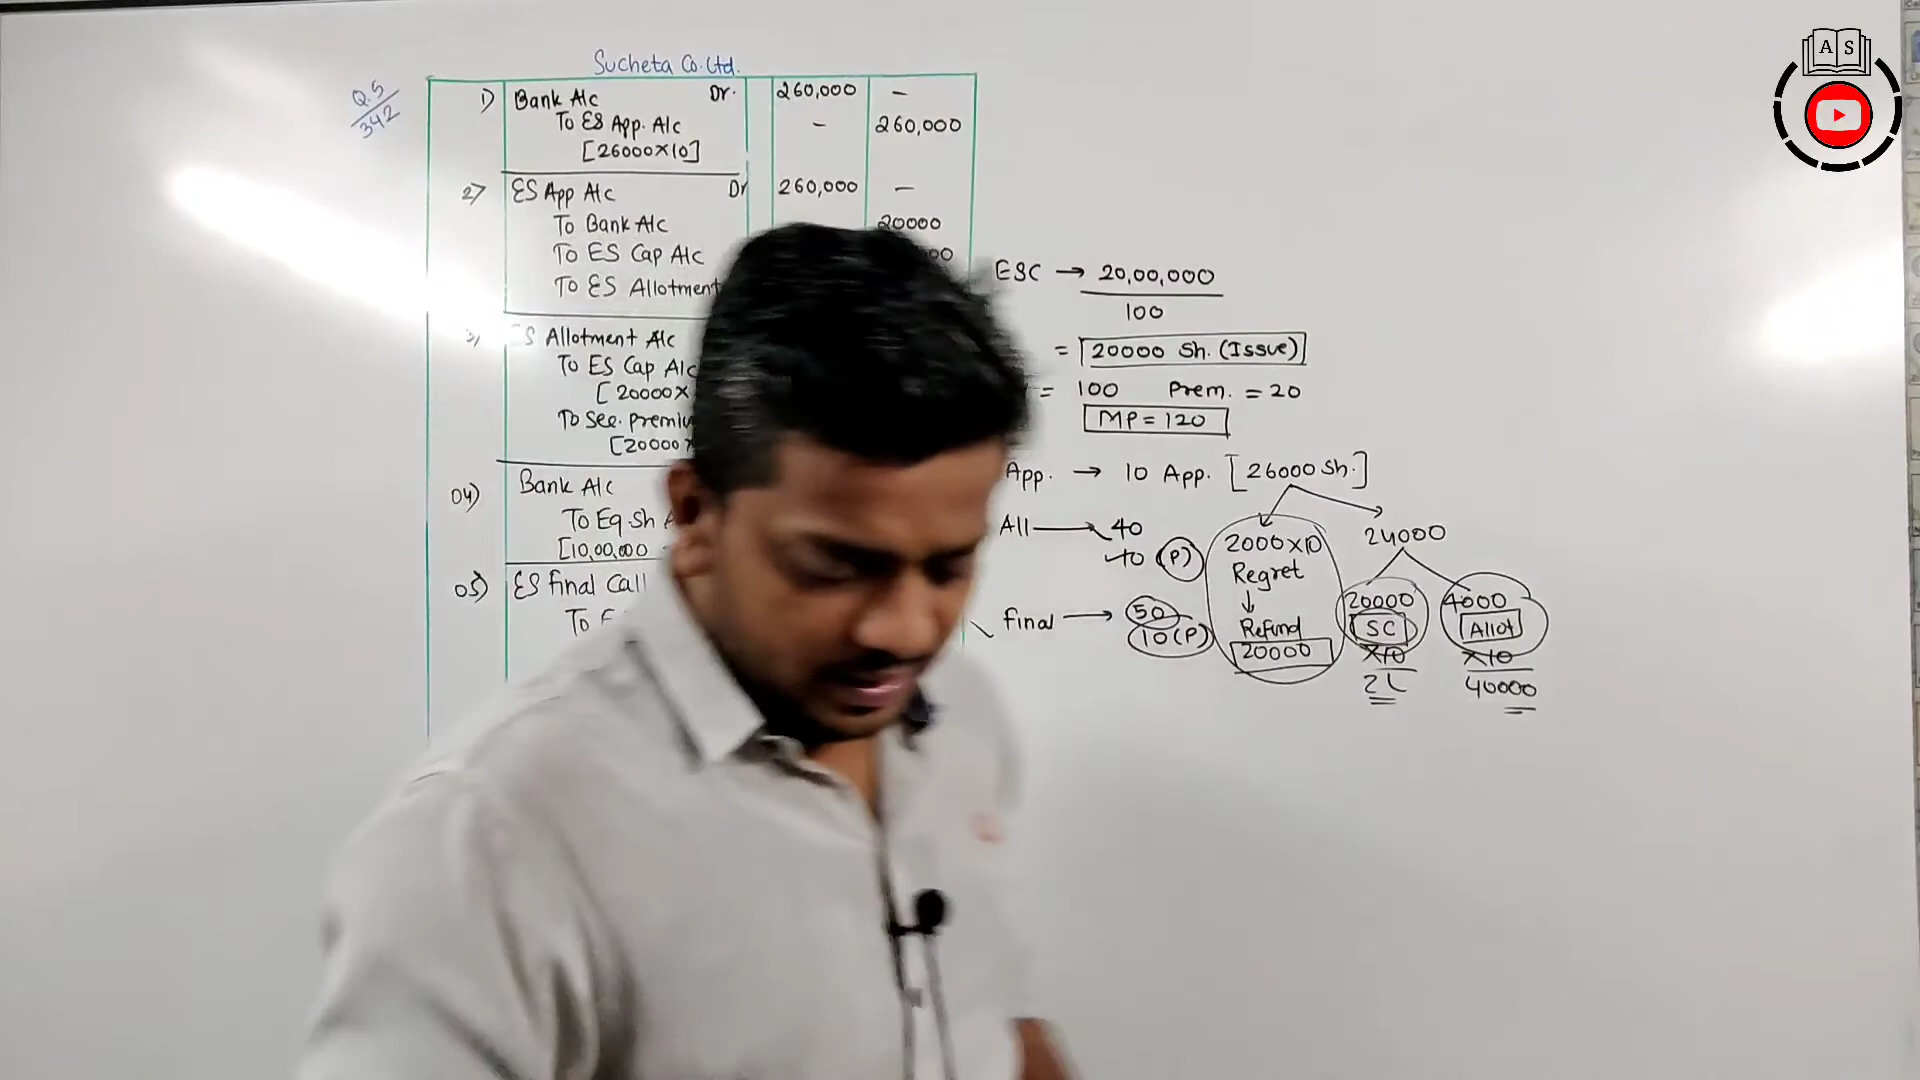 Sucheta Co. Ltd.
Q.5
342
1) Bank A/c Dr. 260,000 -
To ES App. A/c - 260,000
[26000×10]
2) ES App A/c Dr 260,000 -
To Bank A/c 20000
To ES Cap A/c
To ES Allotment
3) ES Allotment A/c
To ES Cap A/c
[20000×
To Sec. premiu
[20000×
04) Bank A/c
To Eq. Sh A
[10,00,000 -
05) ES Final Call
To E
ESC → 20,00,000
100
= 20000 Sh. (Issue)
= 100 Prem. = 20
MP = 120
App. → 10 App. [26000 Sh.]
All → 40
10 (P)
Final → 50
10 (P)
2000×10
Regret
↓
Refund
20000
24000
20000
SC
×10
2L
4000
Allot
×10
40000
A S